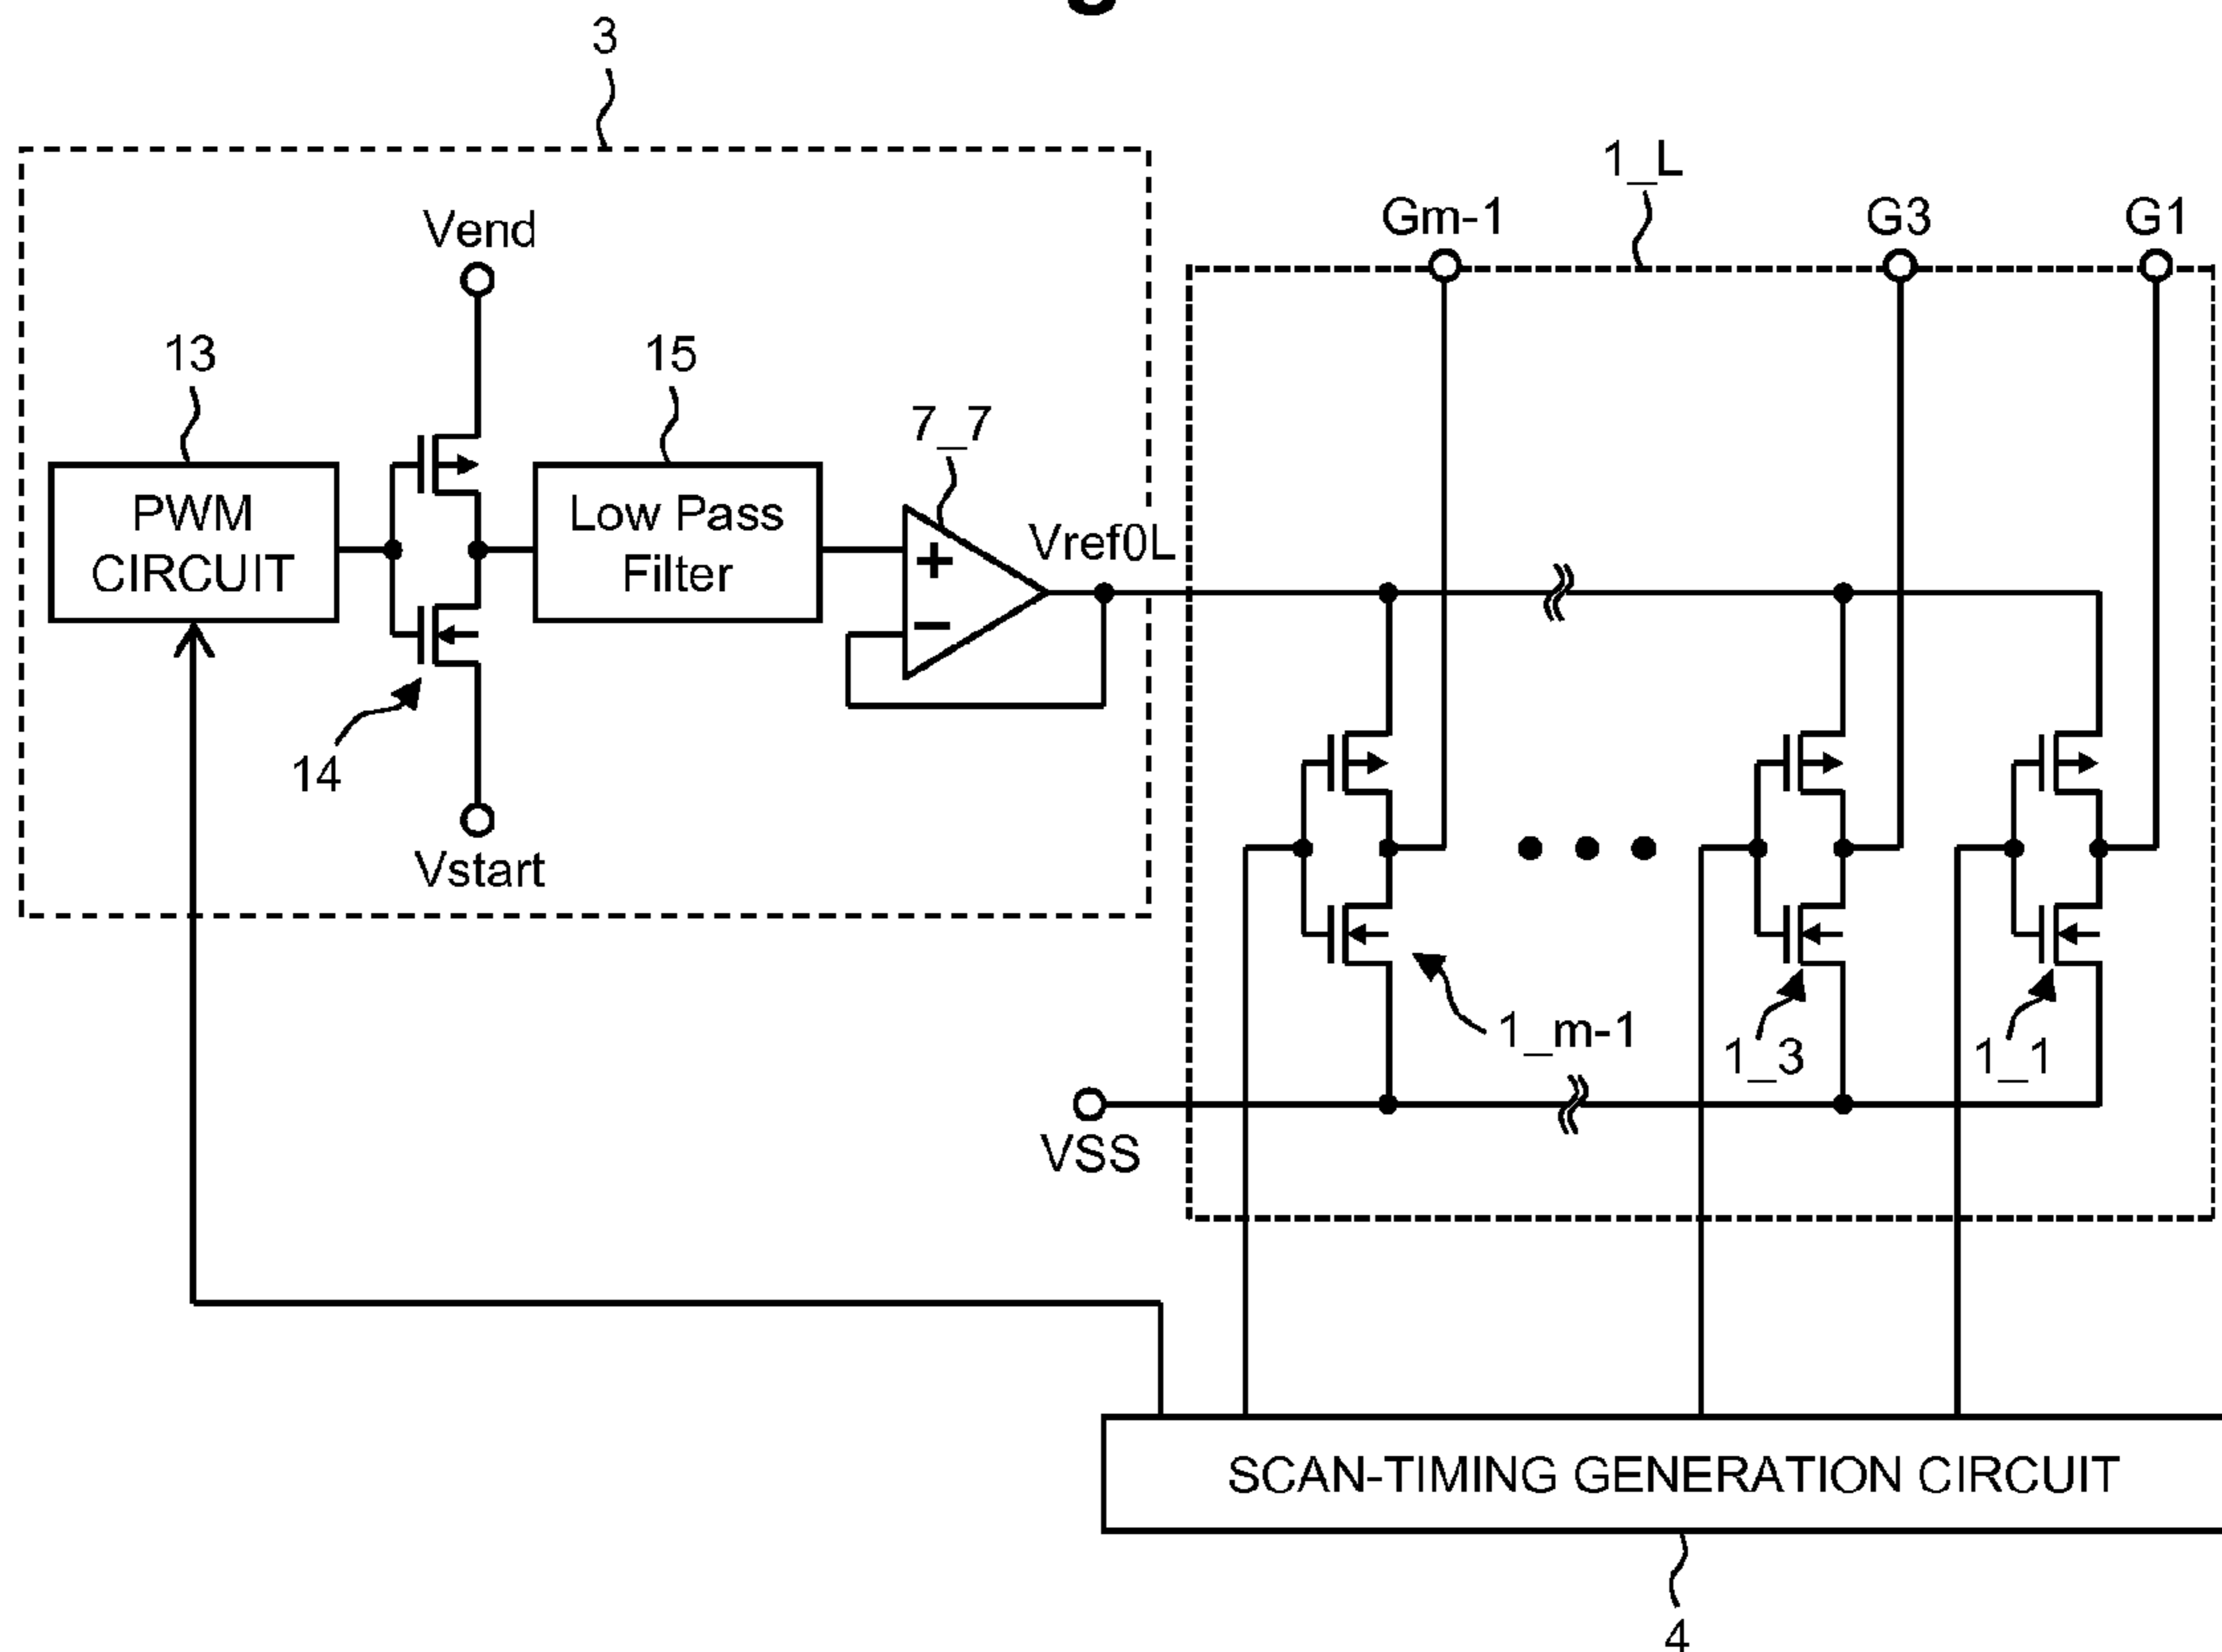 3
1_L
Gm-1
G3
G1
Vend
13
15
7_7
PWM
CIRCUIT
Low Pass
Filter
+
−
Vref0L
14
Vstart
1_m-1
1_3
1_1
VSS
SCAN-TIMING GENERATION CIRCUIT
4